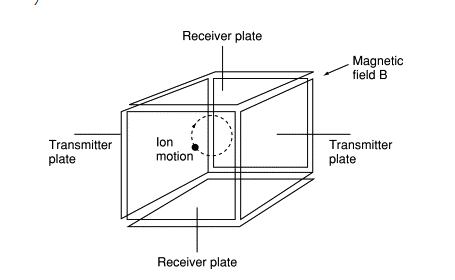 Receiver plate
Magnetic
field B
Transmitter
plate
Ion
motion
Transmitter
plate
Receiver plate